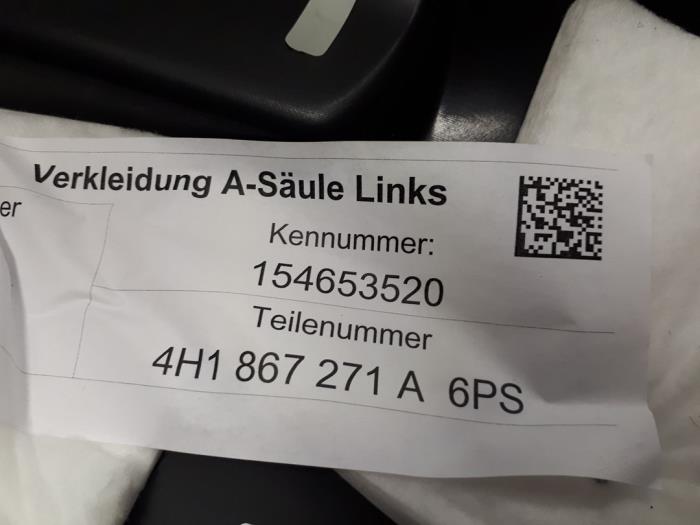 Verkleidung A-Säule Links
er
Kennummer:
154653520
Teilenummer
4H1 867 271 A 6PS